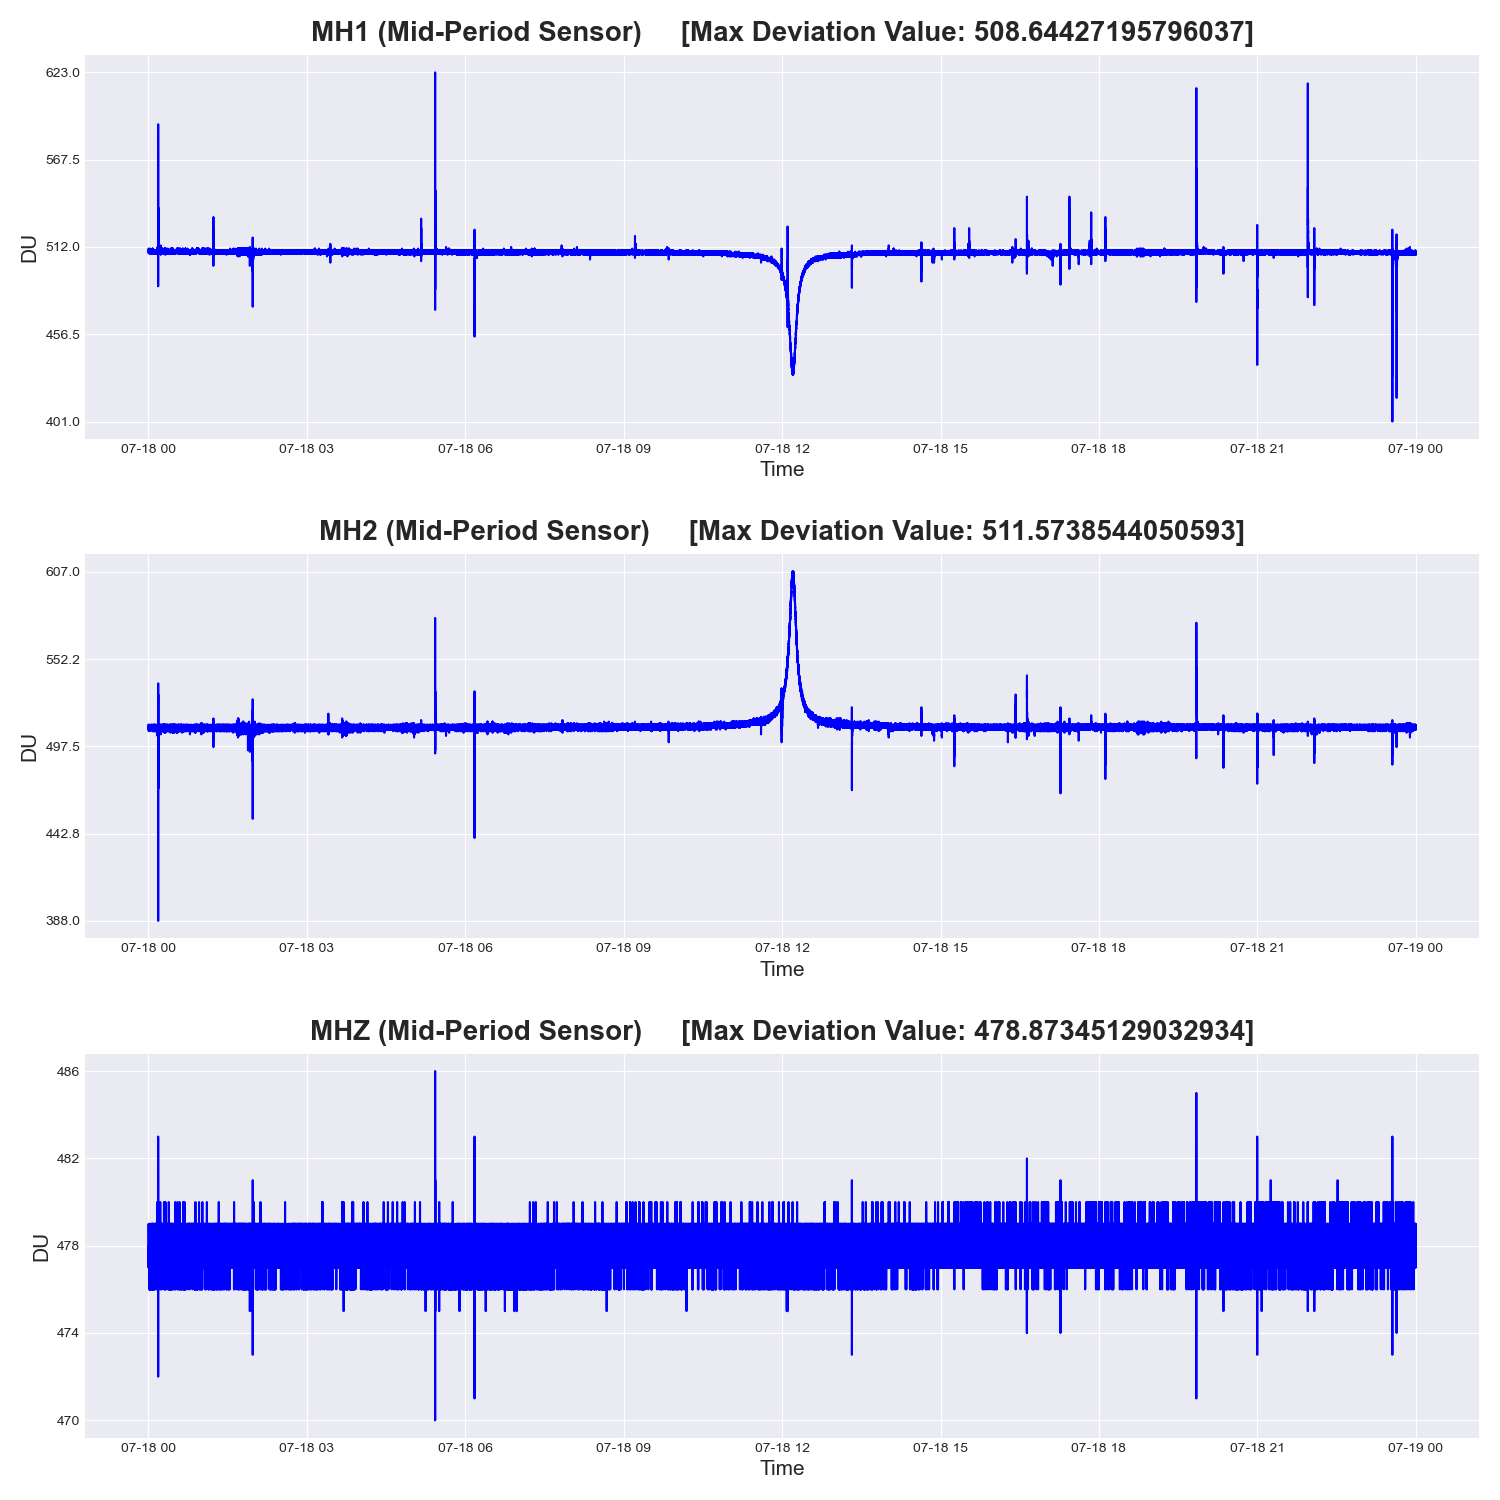 MH1 (Mid-Period Sensor) [Max Deviation Value: 508.64427195796037]
623.0
567.5
512.0
456.5
401.0
DU
07-18 00 07-18 03 07-18 06 07-18 09 07-18 12 07-18 15 07-18 18 07-18 21 07-19 00
Time
MH2 (Mid-Period Sensor) [Max Deviation Value: 511.5738544050593]
607.0
552.2
497.5
442.8
388.0
DU
07-18 00 07-18 03 07-18 06 07-18 09 07-18 12 07-18 15 07-18 18 07-18 21 07-19 00
Time
MHZ (Mid-Period Sensor) [Max Deviation Value: 478.87345129032934]
486
482
478
474
470
DU
07-18 00 07-18 03 07-18 06 07-18 09 07-18 12 07-18 15 07-18 18 07-18 21 07-19 00
Time